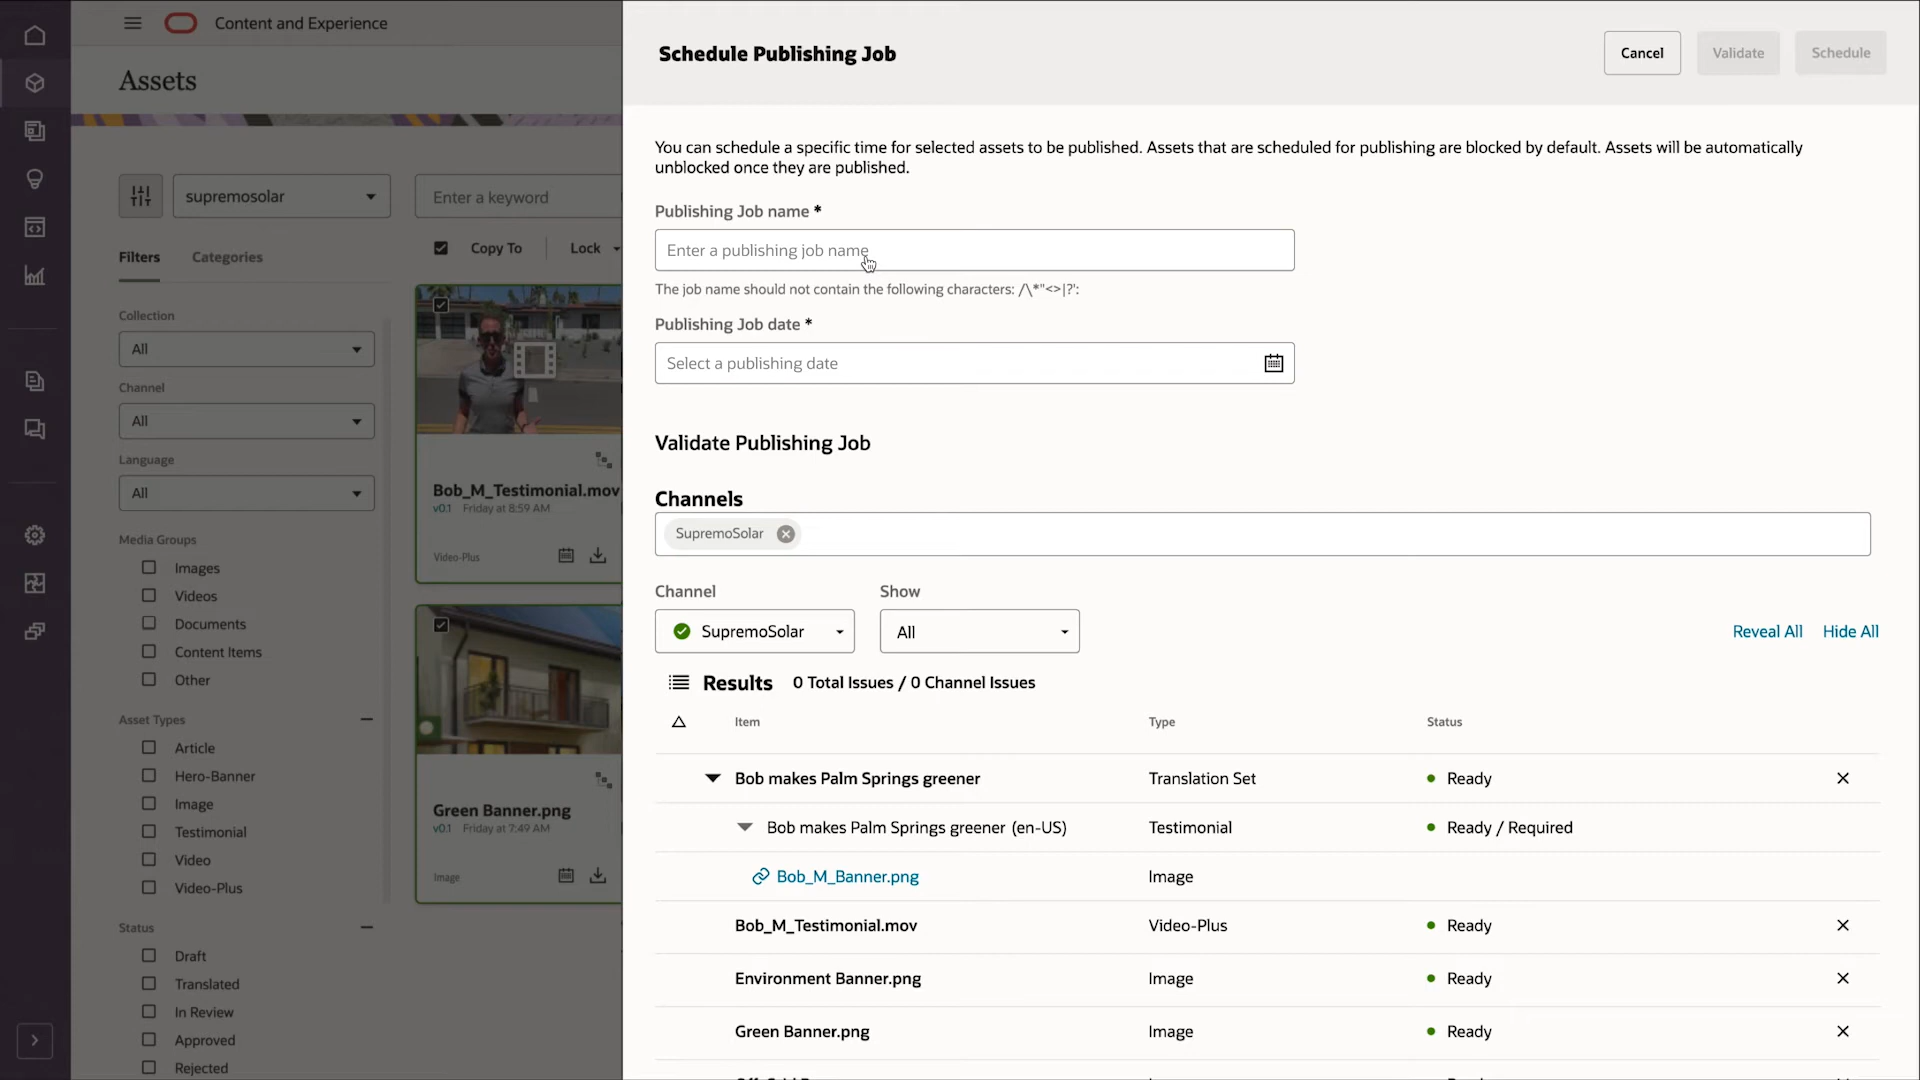 Content and Experience
Assets
supremosolar
Enter a keyword
Filters
Categories
Copy To
Lock
Collection
All
Channel
All
Language
All
Media Groups
Images
Videos
Documents
Content Items
Other
Asset Types
Article
Hero-Banner
Image
Testimonial
Video
Video-Plus
Status
Draft
Translated
In Review
Approved
Rejected
Bob_M_Testimonial.mov
v0.1 Friday at 8:59 AM
Video-Plus
Green Banner.png
v0.1 Friday at 7:49 AM
Image
Schedule Publishing Job
Cancel
Validate
Schedule
You can schedule a specific time for selected assets to be published. Assets that are scheduled for publishing are blocked by default. Assets will be automatically
unblocked once they are published.
Publishing Job name *
Enter a publishing job name
The job name should not contain the following characters: /\*"<>|?':
Publishing Job date *
Select a publishing date
Validate Publishing Job
Channels
SupremoSolar
Channel
Show
SupremoSolar
All
Reveal All
Hide All
Results 0 Total Issues / 0 Channel Issues
Item Type Status
Bob makes Palm Springs greener Translation Set Ready
Bob makes Palm Springs greener (en-US) Testimonial Ready / Required
Bob_M_Banner.png Image
Bob_M_Testimonial.mov Video-Plus Ready
Environment Banner.png Image Ready
Green Banner.png Image Ready